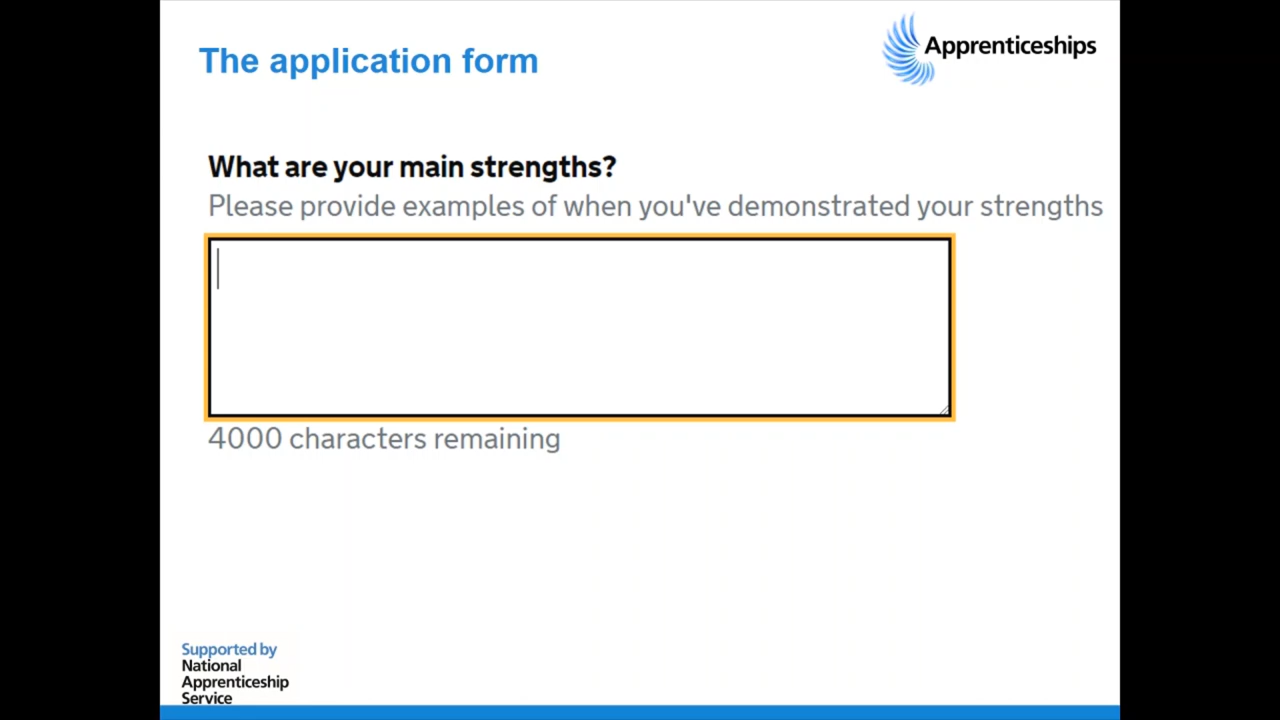 The application form
Apprenticeships
What are your main strengths?
Please provide examples of when you've demonstrated your strengths
4000 characters remaining
Supported by
National
Apprenticeship
Service